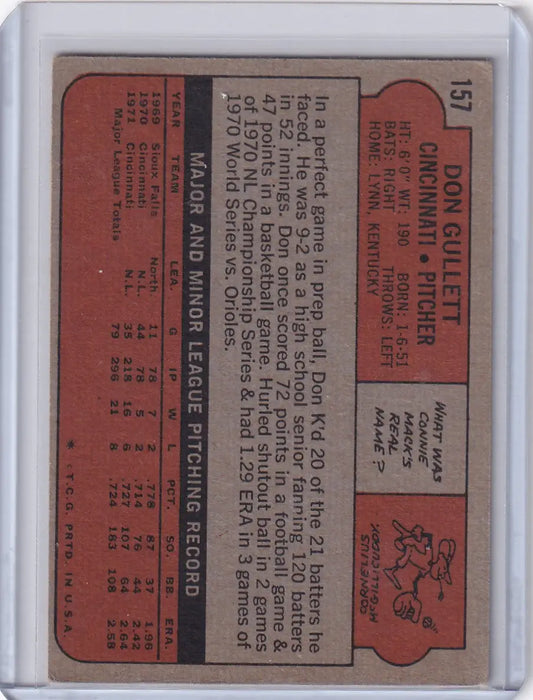 157
DON GULLETT
CINCINNATI • PITCHER
HT: 6'0" WT: 190 BORN: 1-6-51
BATS: RIGHT THROWS: LEFT
HOME: LYNN, KENTUCKY
WHAT WAS
CONNIE
MACK'S
REAL
NAME?
CORNELIUS
McGILLICUDDY
In a perfect game in prep ball, Don K'd 20 of the 21 batters he
faced. He was 9-2 as a high school senior fanning 120 batters
in 52 innings. Don once scored 72 points in a football game &
47 points in a basketball game. Hurled shutout ball in 2 games
of 1970 NL Championship Series & had 1.29 ERA in 3 games of
1970 World Series vs. Orioles.
MAJOR AND MINOR LEAGUE PITCHING RECORD
YEAR TEAM LEA. G IP W L PCT. SO. BB. ERA.
1969 Sioux Falls North 11 78 7 2 .778 87 37 1.96
1970 Cincinnati N.L. 44 78 5 2 .714 76 44 2.42
1971 Cincinnati N.L. 35 218 16 6 .727 107 64 2.64
Major League Totals 79 296 21 8 .724 183 108 2.58
* ©T.C.G. PRTD. IN U.S.A.